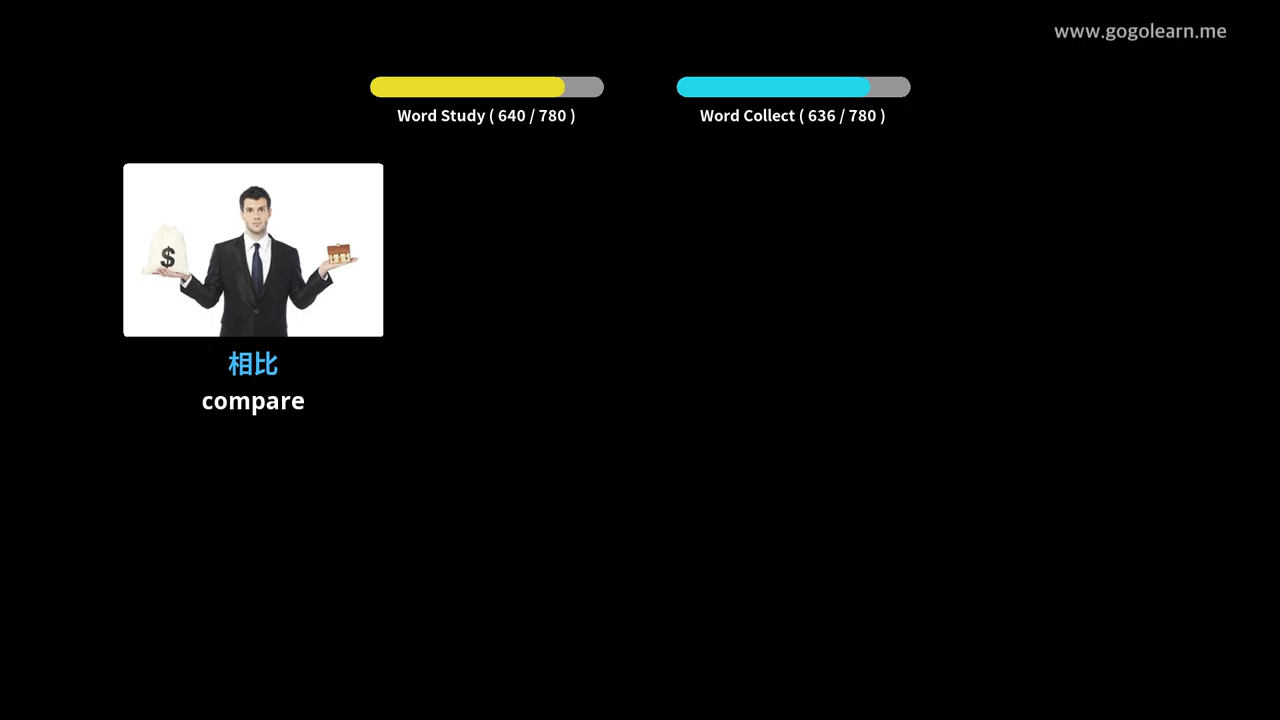 www.gogolearn.me
Word Study ( 640 / 780 )
Word Collect ( 636 / 780 )
$
相比
compare